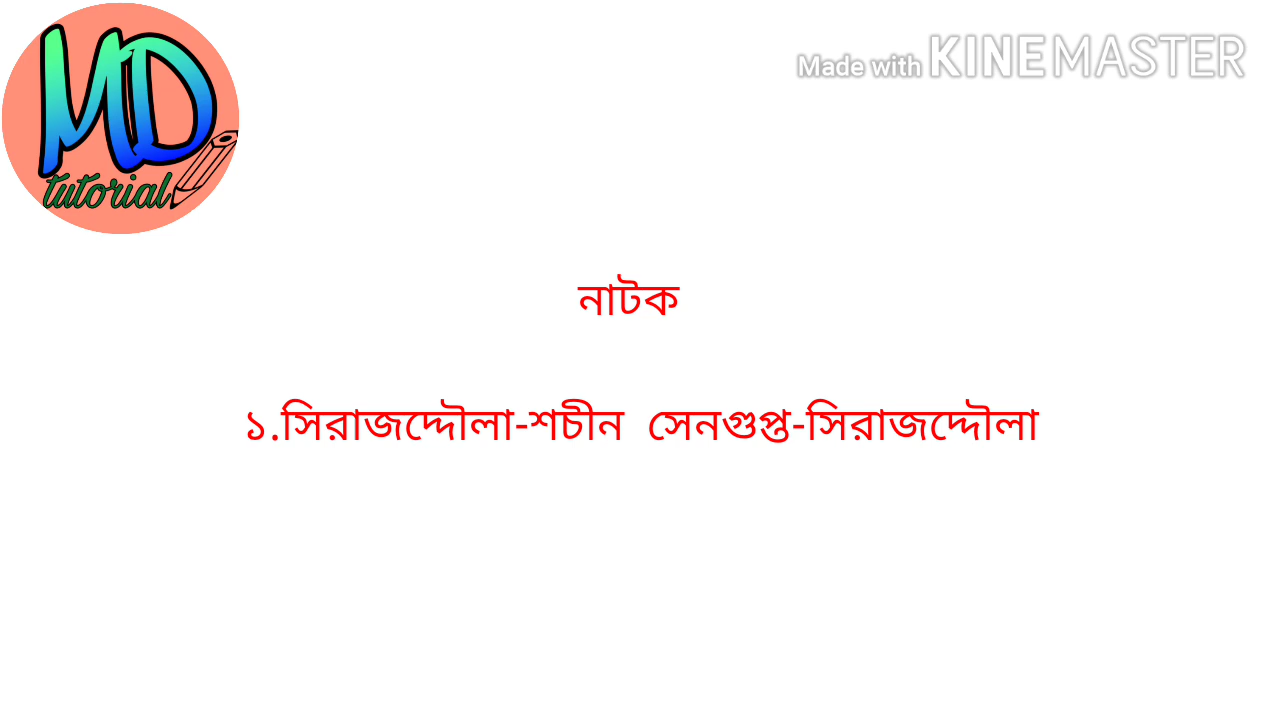 MD
tutorial
Made with KINEMASTER
নাটক
১.সিরাজদ্দৌলা-শচীন সেনগুপ্ত-সিরাজদ্দৌলা